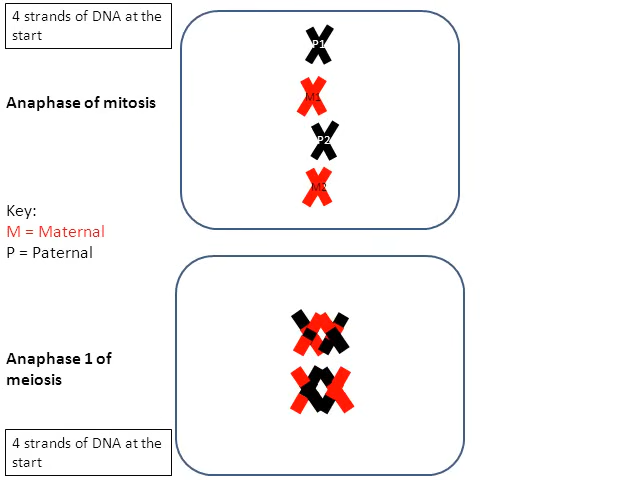 4 strands of DNA at the
start
P1
Anaphase of mitosis
M1
P2
M2
Key:
M = Maternal
P = Paternal
Anaphase 1 of
meiosis
4 strands of DNA at the
start